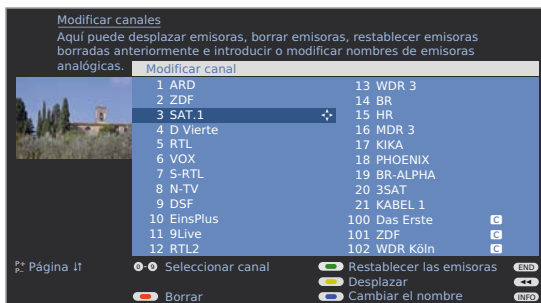 Modificar canales
Aquí puede desplazar emisoras, borrar emisoras, restablecer emisoras
borradas anteriormente e introducir o modificar nombres de emisoras
analógicas.
Modificar canal
1 ARD
2 ZDF
3 SAT.1
4 D Vierte
5 RTL
6 VOX
7 S-RTL
8 N-TV
9 DSF
10 EinsPlus
11 9Live
12 RTL2
13 WDR 3
14 BR
15 HR
16 MDR 3
17 KIKA
18 PHOENIX
19 BR-ALPHA
20 3SAT
21 KABEL 1
100 Das Erste C
101 ZDF C
102 WDR Köln C
P+ P- Página
0-9 Seleccionar canal
Borrar
Restablecer las emisoras END
Desplazar
Cambiar el nombre INFO